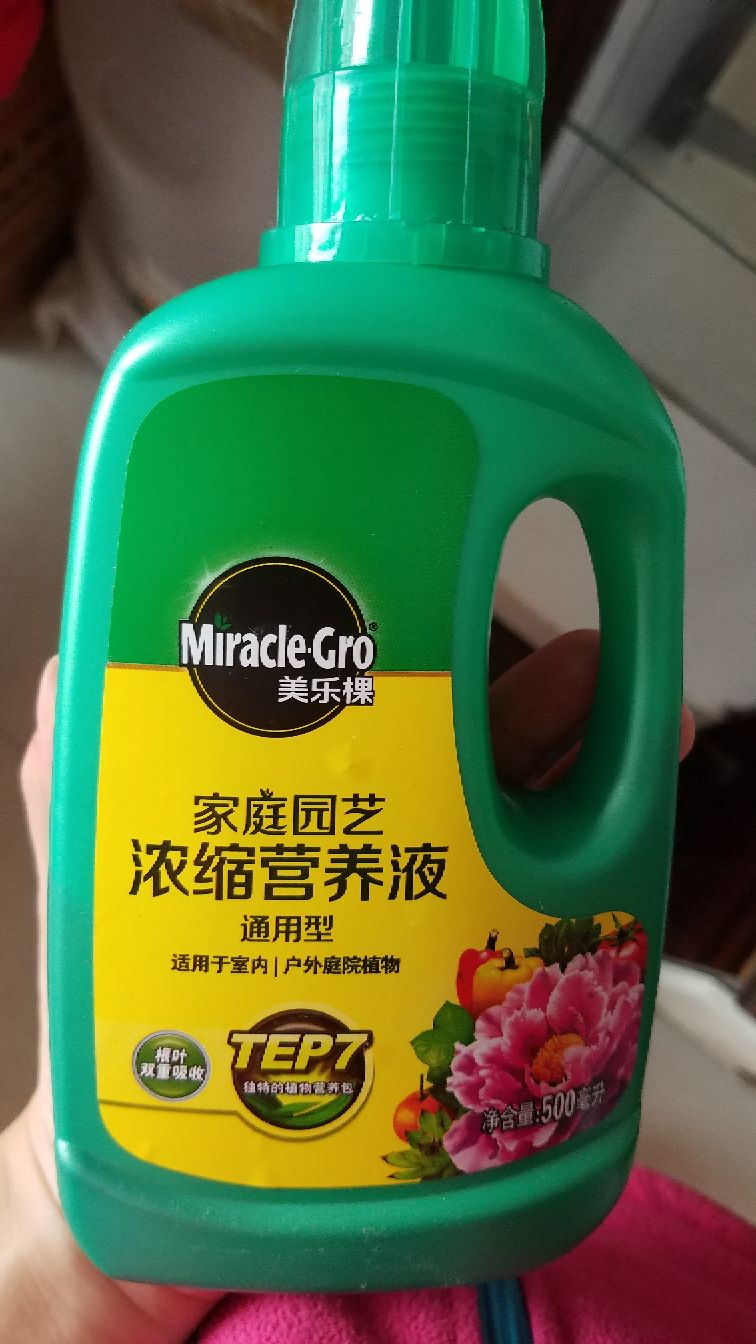 Miracle-Gro®
美乐棵
家庭园艺
浓缩营养液
通用型
适用于室内|户外庭院植物
根叶
双重吸收
TEP7
独特的植物营养包
净含量:500毫升